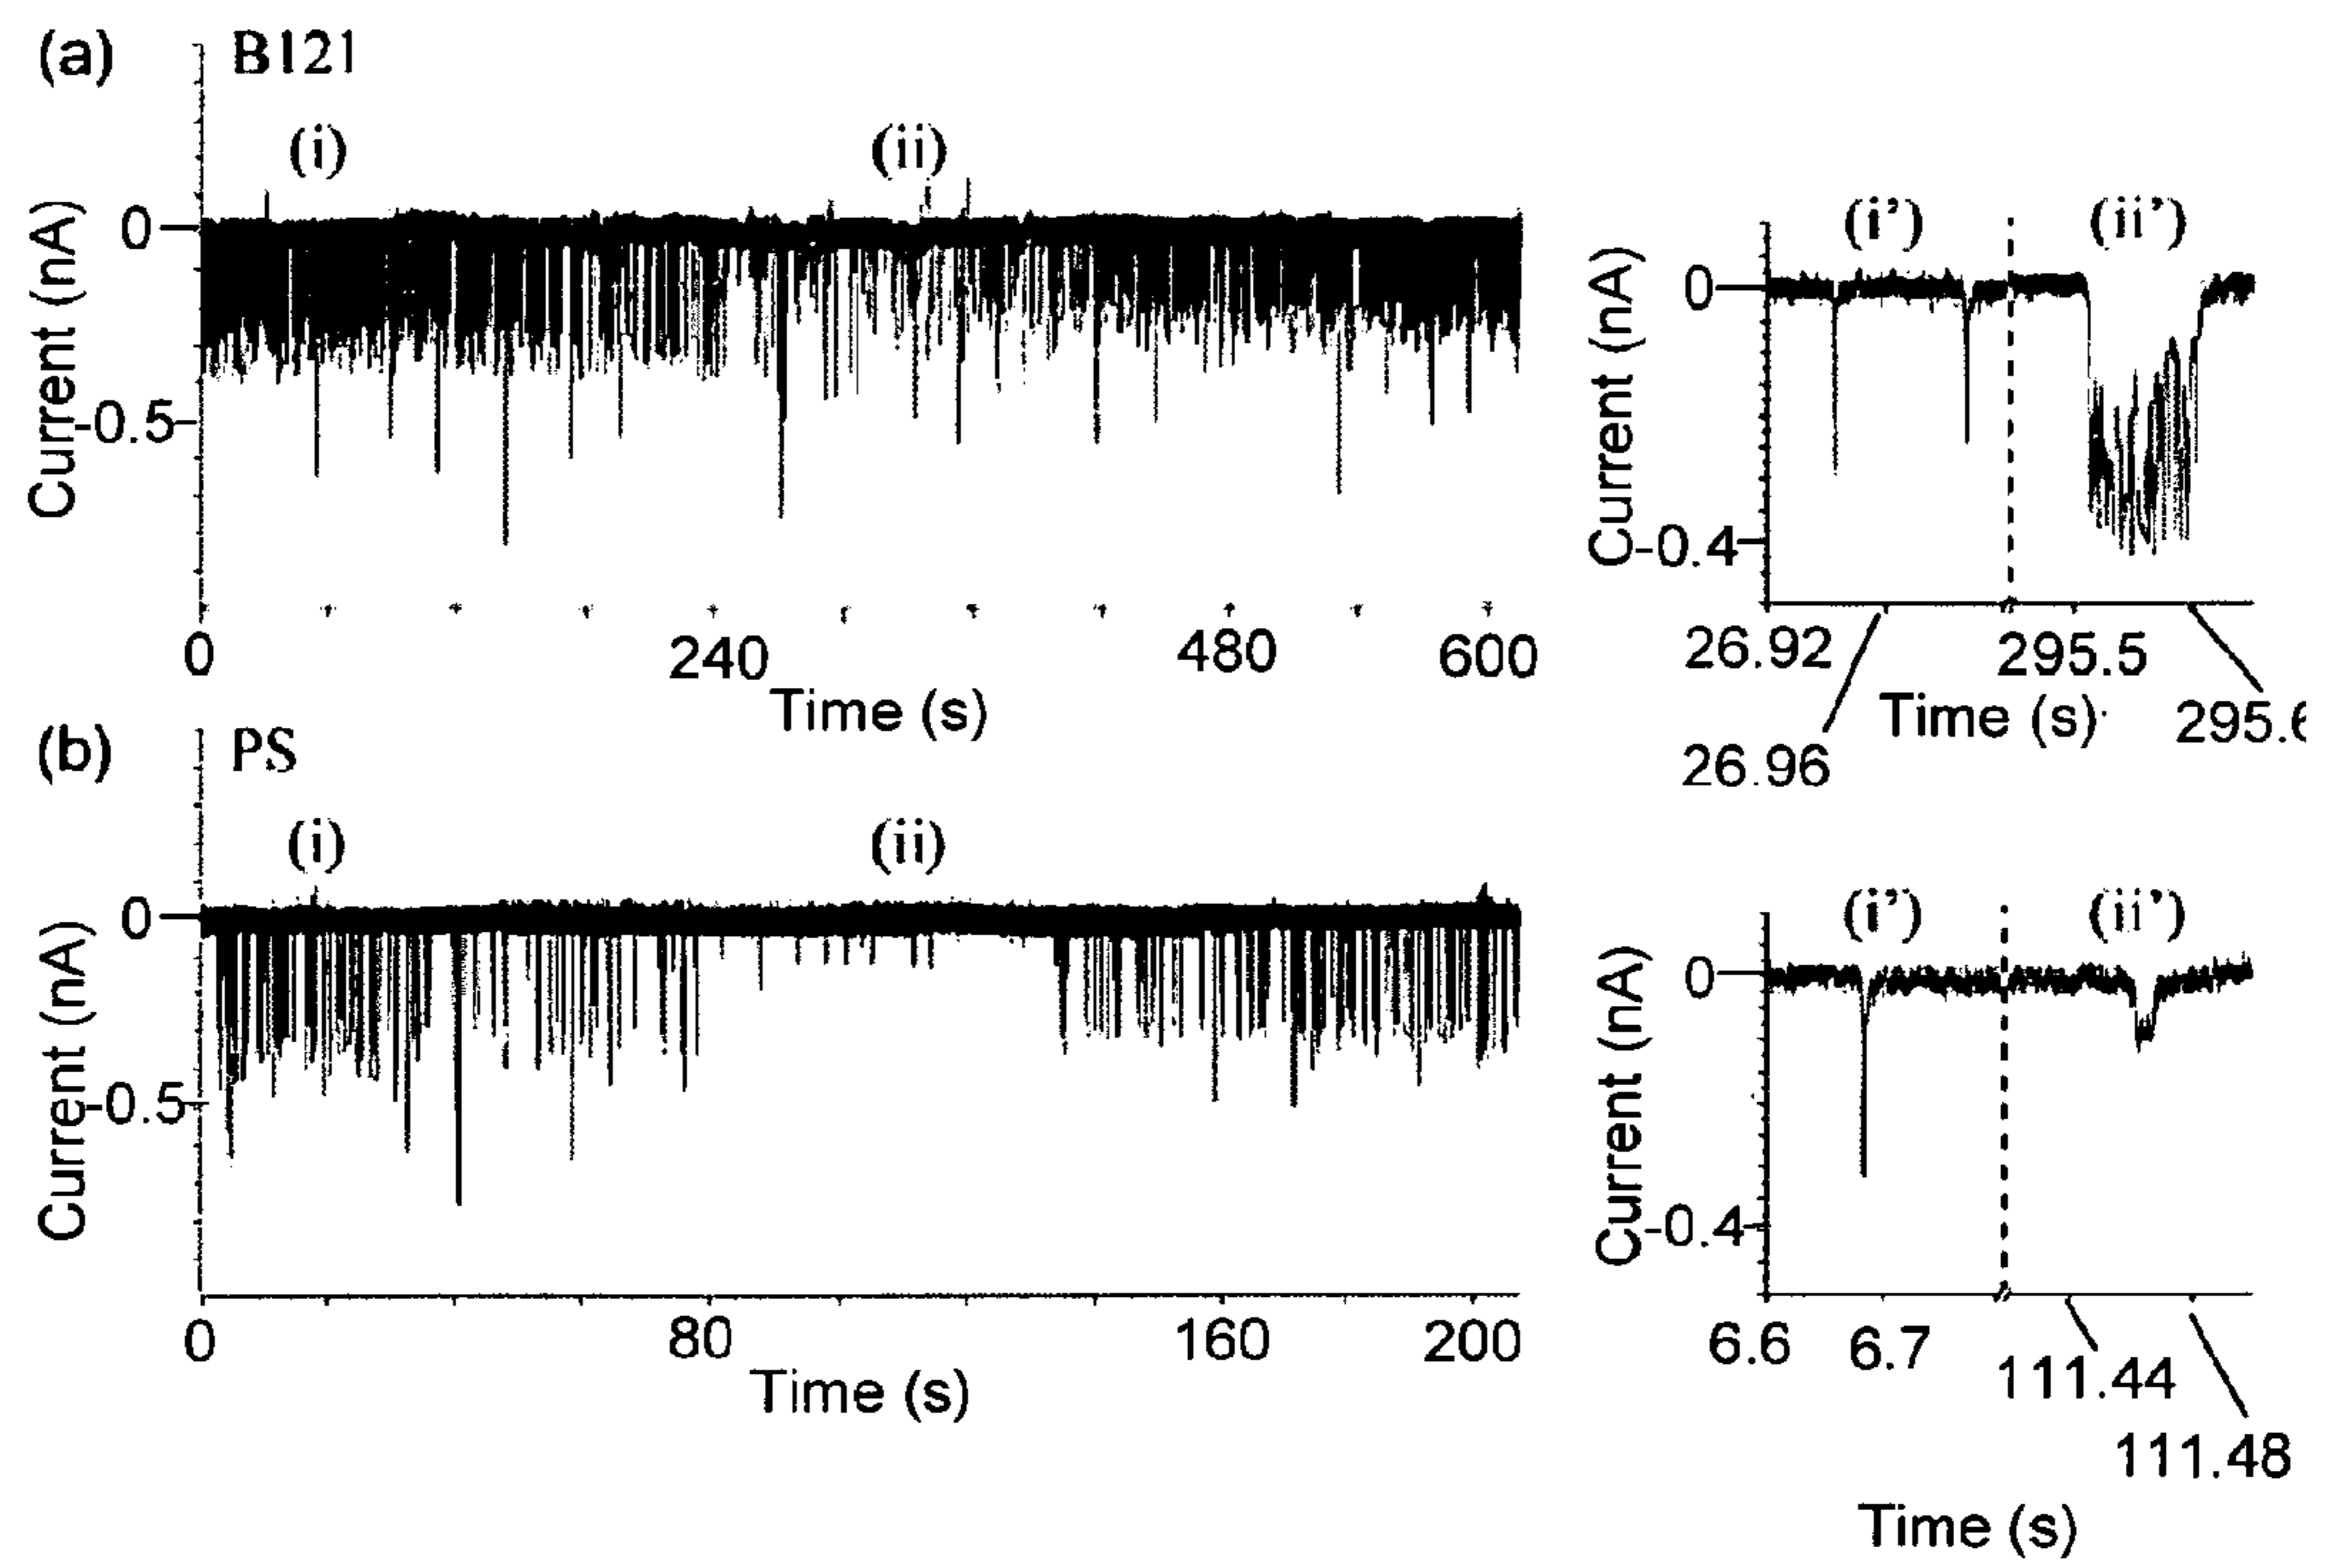 (a) B121
(i) (ii)
0
-0.5
Current (nA)
0 240 480 600
Time (s)
(i’) (ii’)
0
-0.4
Current (nA)
26.92 295.5
26.96 295.6
Time (s)
(b) PS
(i) (ii)
0
-0.5
Current (nA)
0 80 160 200
Time (s)
(i’) (ii’)
0
-0.4
Current (nA)
6.6 6.7 111.44
111.48
Time (s)